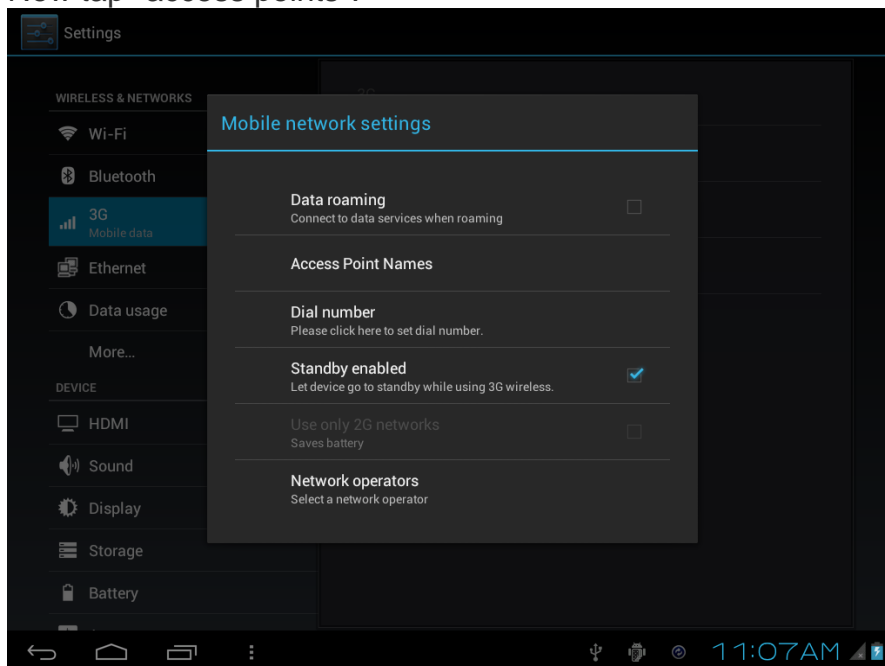 Now tap "access points".
Settings
WIRELESS & NETWORKS
Wi-Fi
Bluetooth
3G
Mobile data
Ethernet
Data usage
More...
DEVICE
HDMI
Sound
Display
Storage
Battery
3G
Mobile network settings
Data roaming
Connect to data services when roaming
Access Point Names
Dial number
Please click here to set dial number.
Standby enabled
Let device go to standby while using 3G wireless.
Use only 2G networks
Saves battery
Network operators
Select a network operator
11:07AM